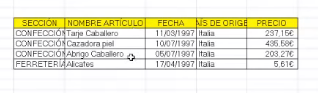 SECCIÓN NOMBRE ARTÍCULO FECHA ÍS DE ORIGE PRECIO
CONFECCIÓN Traje Caballero 11/03/1997 Italia 237,15€
CONFECCIÓN Cazadora piel 10/07/1997 Italia 435,58€
CONFECCIÓN Abrigo Caballero 05/07/1997 Italia 203,27€
FERRETERÍA Alicates 17/04/1997 Italia 5,61€